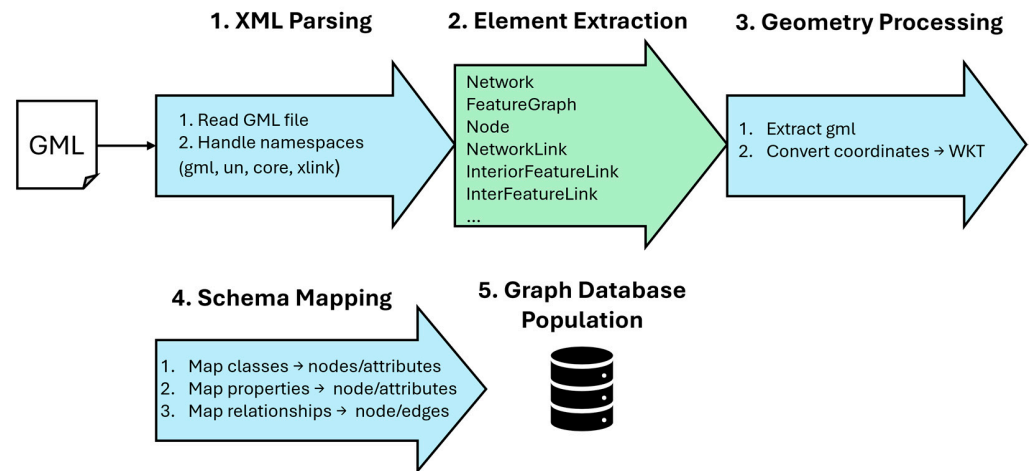 1. XML Parsing
2. Element Extraction
3. Geometry Processing
GML
1. Read GML file
2. Handle namespaces
(gml, un, core, xlink)
Network
FeatureGraph
Node
NetworkLink
InteriorFeatureLink
InterFeatureLink
...
1. Extract gml
2. Convert coordinates → WKT
4. Schema Mapping
1. Map classes → nodes/attributes
2. Map properties → node/attributes
3. Map relationships → node/edges
5. Graph Database
Population